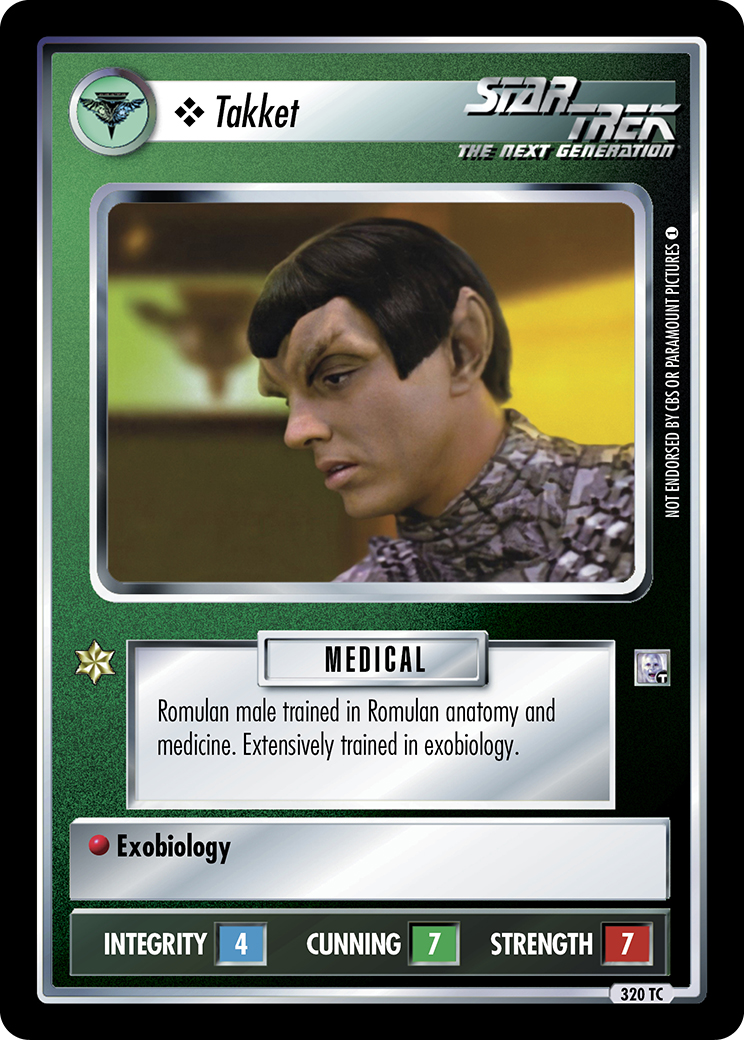 ❖ Takket
STAR TREK
THE NEXT GENERATION
NOT ENDORSED BY CBS OR PARAMOUNT PICTURES 1
MEDICAL
Romulan male trained in Romulan anatomy and
medicine. Extensively trained in exobiology.
T
Exobiology
INTEGRITY 4 CUNNING 7 STRENGTH 7
320 TC